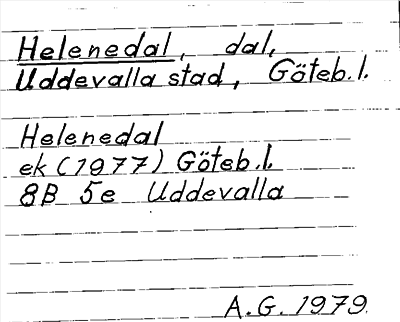 Helenedal, dal,
Uddevalla stad, Göteb. l.
Helenedal
ek (1977) Göteb. l.
8B 5e Uddevalla
A.G. 1979.